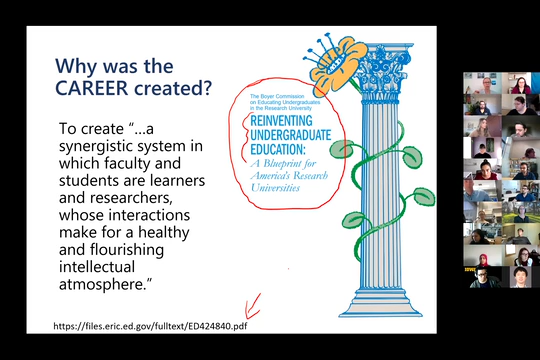 Why was the
CAREER created?
To create “...a
synergistic system in
which faculty and
students are learners
and researchers,
whose interactions
make for a healthy
and flourishing
intellectual
atmosphere.”
The Boyer Commission
on Educating Undergraduates
in the Research University
REINVENTING
UNDERGRADUATE
EDUCATION:
A Blueprint for
America's Research
Universities
https://files.eric.ed.gov/fulltext/ED424840.pdf